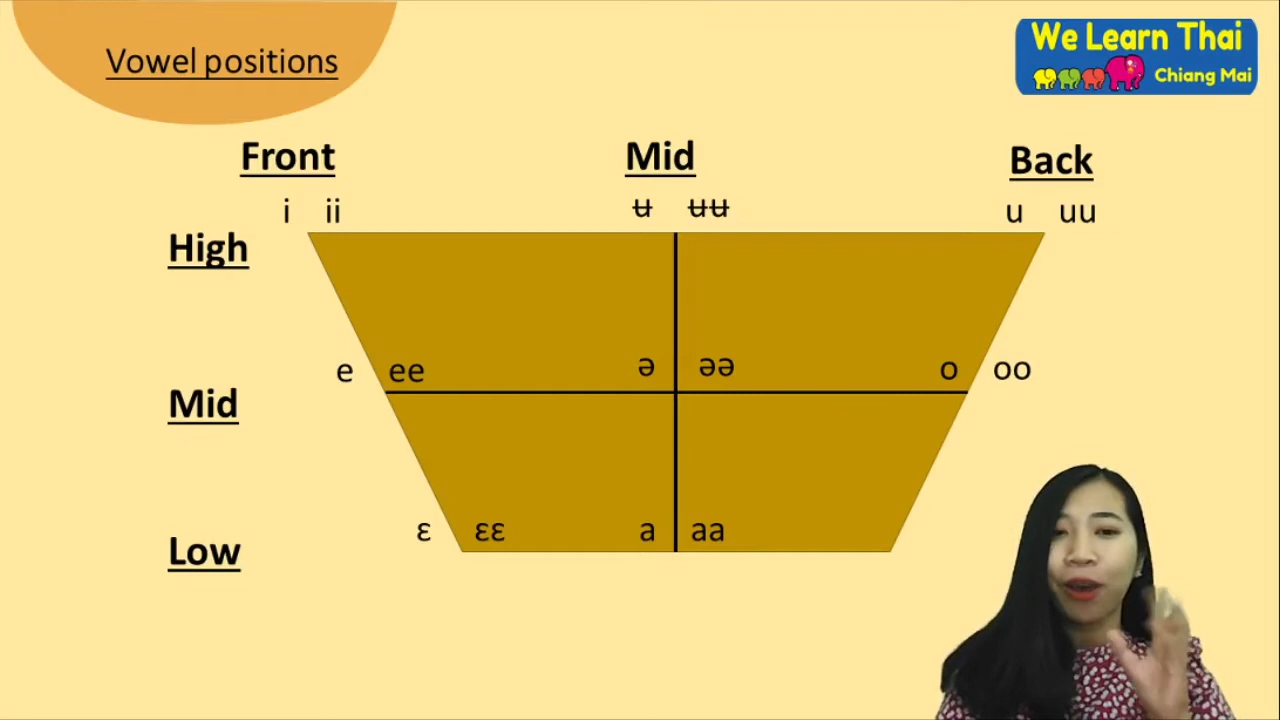 Vowel positions
We Learn Thai
Chiang Mai
Front Mid Back
i ii ʉ ʉʉ u uu
High
e ee ə əə o oo
Mid
ɛ ɛɛ a aa
Low